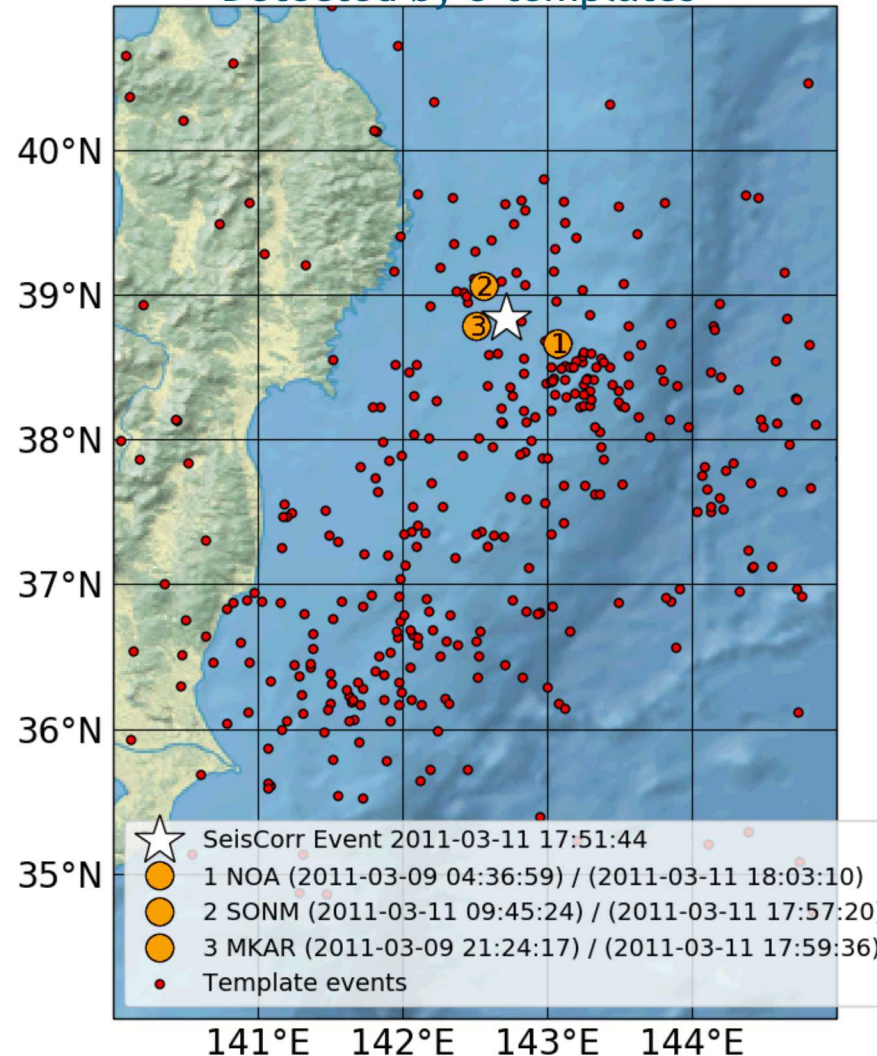 40°N
39°N
38°N
37°N
36°N
35°N
2
3
1
SeisCorr Event 2011-03-11 17:51:44
1 NOA (2011-03-09 04:36:59) / (2011-03-11 18:03:10)
2 SONM (2011-03-11 09:45:24) / (2011-03-11 17:57:20)
3 MKAR (2011-03-09 21:24:17) / (2011-03-11 17:59:36)
Template events
141°E 142°E 143°E 144°E